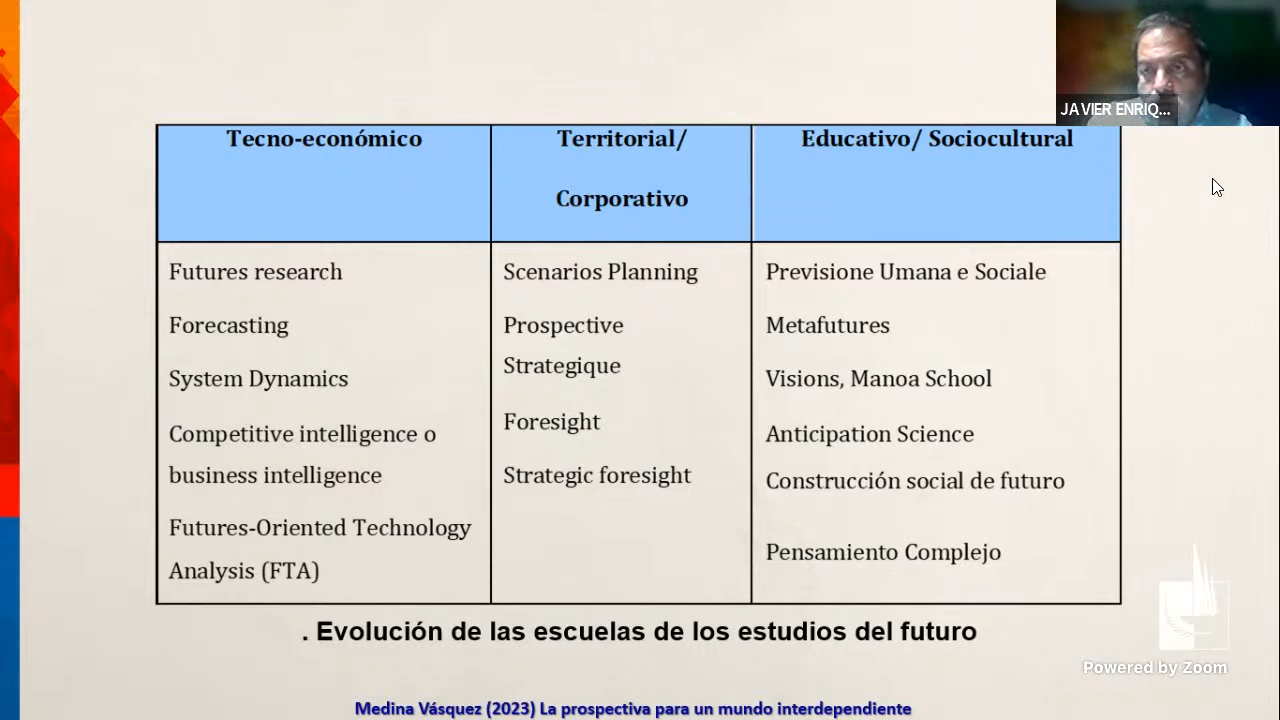 JAVIER ENRIQ...
Tecno-económico
Territorial/
Corporativo
Educativo/ Sociocultural
Futures research
Forecasting
System Dynamics
Competitive intelligence o
business intelligence
Futures-Oriented Technology
Analysis (FTA)
Scenarios Planning
Prospective
Strategique
Foresight
Strategic foresight
Previsione Umana e Sociale
Metafutures
Visions, Manoa School
Anticipation Science
Construcción social de futuro
Pensamiento Complejo
. Evolución de las escuelas de los estudios del futuro
Powered by Zoom
Medina Vásquez (2023) La prospectiva para un mundo interdependiente